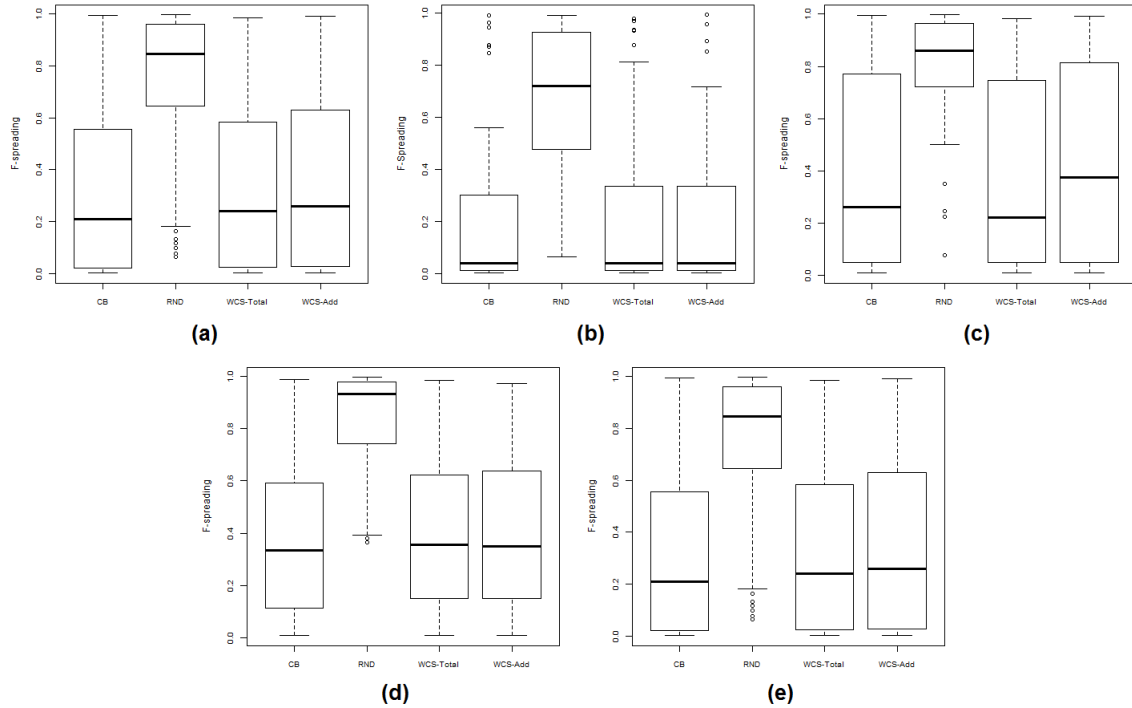 F-spreading
0.0 0.2 0.4 0.6 0.8 1.0
CB RND WCS-Total WCS-Add
(a)
F-Spreading
0.0 0.2 0.4 0.6 0.8 1.0
CB RND WCS-Total WCS-Add
(b)
F-spreading
0.0 0.2 0.4 0.6 0.8 1.0
CB RND WCS-Total WCS-Add
(c)
F-spreading
0.0 0.2 0.4 0.6 0.8 1.0
CB RND WCS-Total WCS-Add
(d)
F-spreading
0.0 0.2 0.4 0.6 0.8 1.0
CB RND WCS-Total WCS-Add
(e)